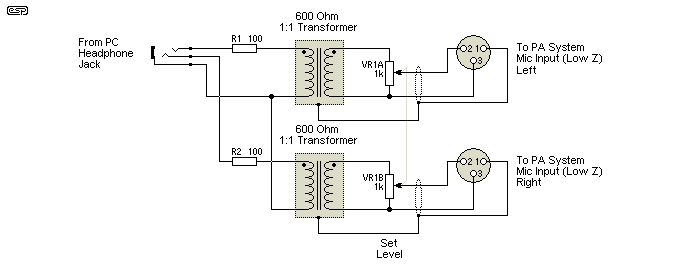 esp
600 Ohm
1:1 Transformer
From PC
Headphone
Jack
R1 100
VR1A
1k
2 1
3
To PA System
Mic Input (Low Z)
Left
600 Ohm
1:1 Transformer
R2 100
VR1B
1k
2 1
3
To PA System
Mic Input (Low Z)
Right
Set
Level